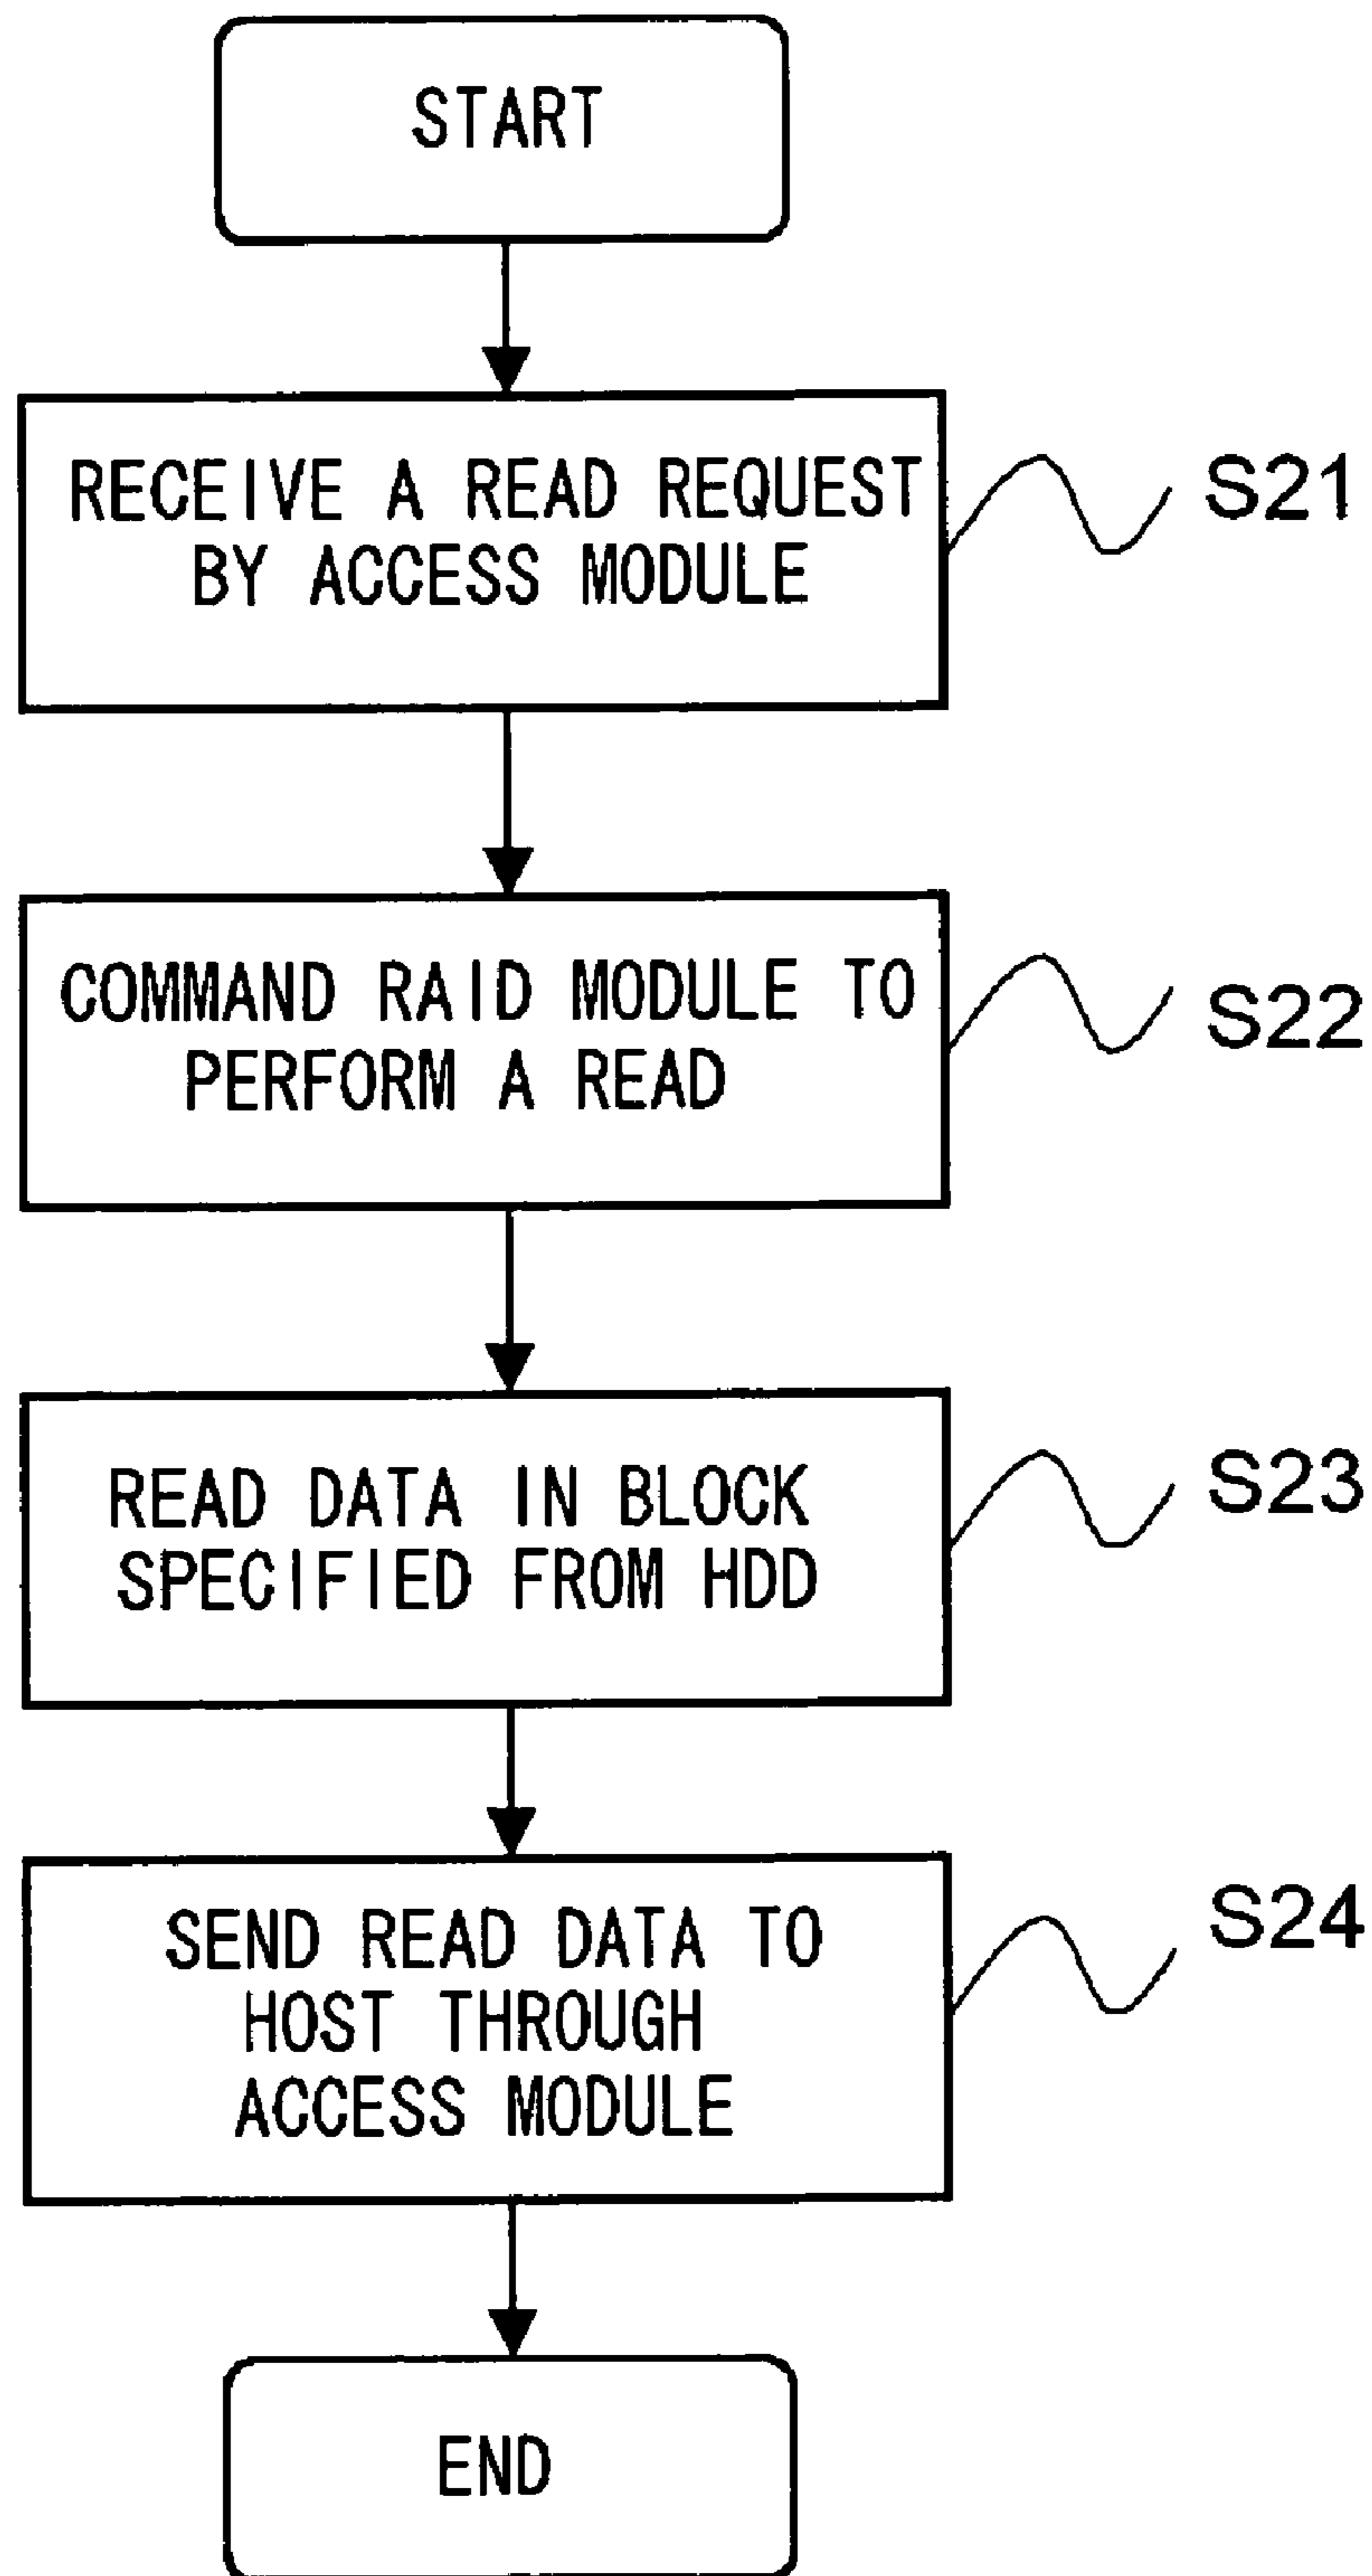 START
RECEIVE A READ REQUEST
BY ACCESS MODULE
S21
COMMAND RAID MODULE TO
PERFORM A READ
S22
READ DATA IN BLOCK
SPECIFIED FROM HDD
S23
SEND READ DATA TO
HOST THROUGH
ACCESS MODULE
S24
END